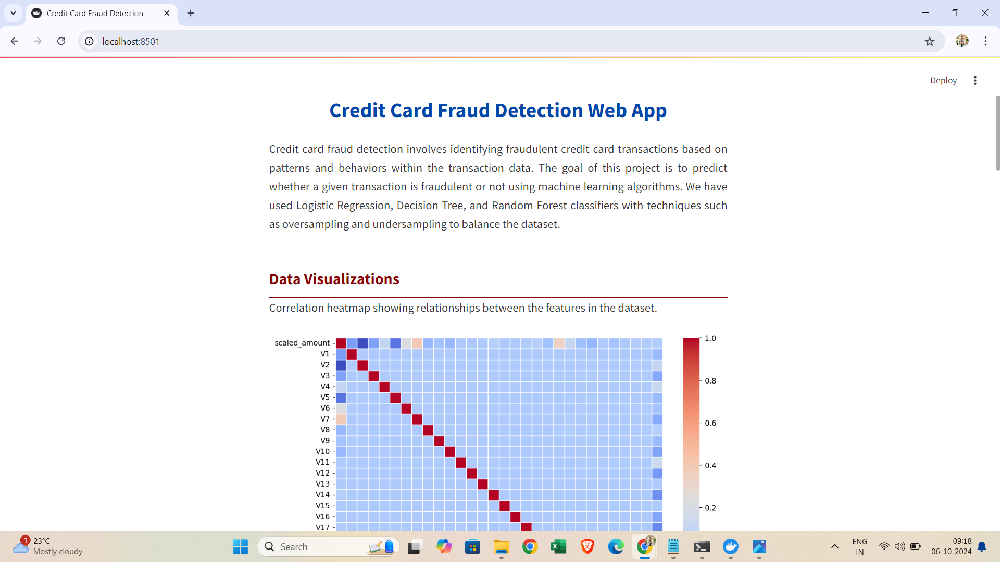 Credit Card Fraud Detection
localhost:8501
Deploy
Credit Card Fraud Detection Web App
Credit card fraud detection involves identifying fraudulent credit card transactions based on
patterns and behaviors within the transaction data. The goal of this project is to predict
whether a given transaction is fraudulent or not using machine learning algorithms. We have
used Logistic Regression, Decision Tree, and Random Forest classifiers with techniques such
as oversampling and undersampling to balance the dataset.
Data Visualizations
Correlation heatmap showing relationships between the features in the dataset.
scaled_amount
V1
V2
V3
V4
V5
V6
V7
V8
V9
V10
V11
V12
V13
V14
V15
V16
V17
1.0
0.8
0.6
0.4
0.2
1
23°C
Mostly cloudy
Search
ENG
IN
09:18
06-10-2024